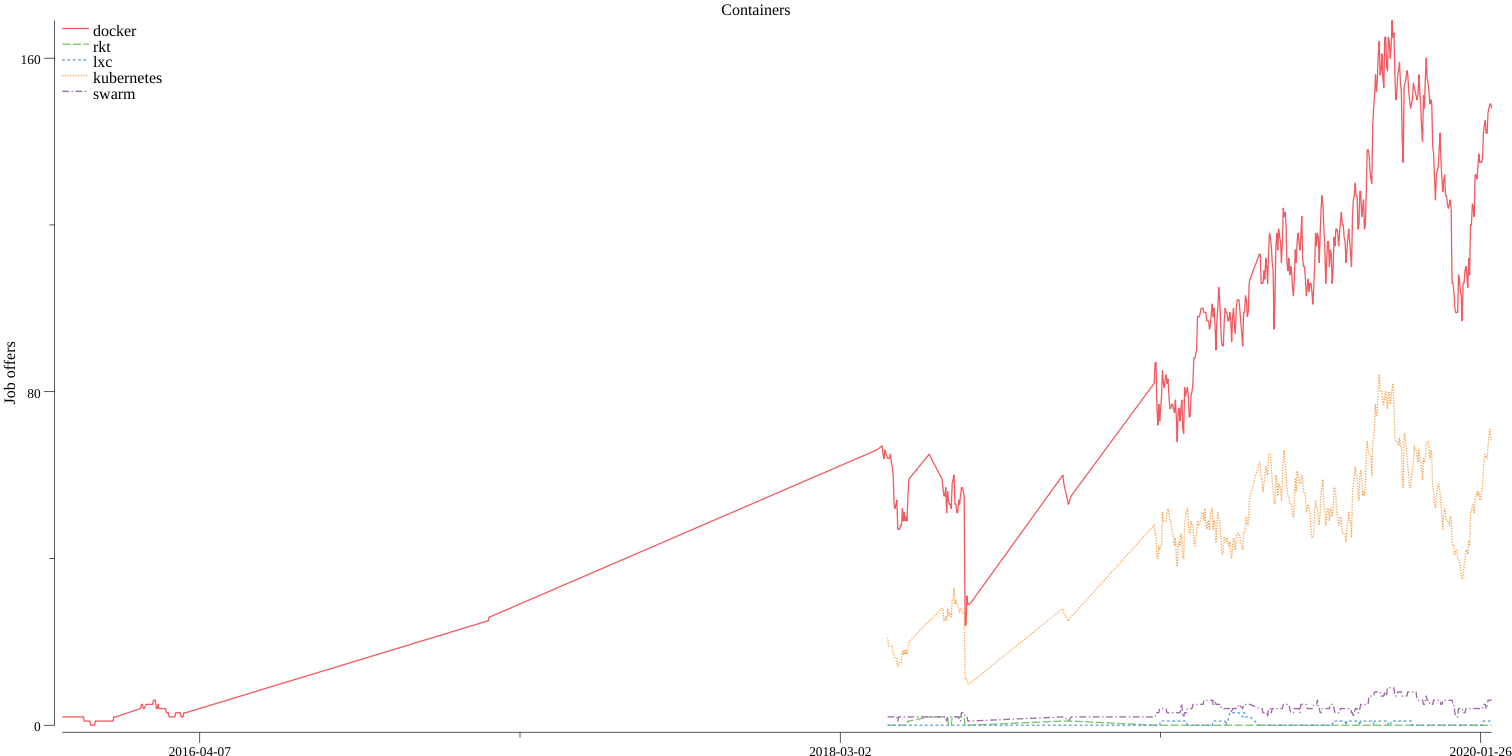 Containers
docker
rkt
lxc
kubernetes
swarm
160
80
0
Job offers
2016-04-07
2018-03-02
2020-01-26